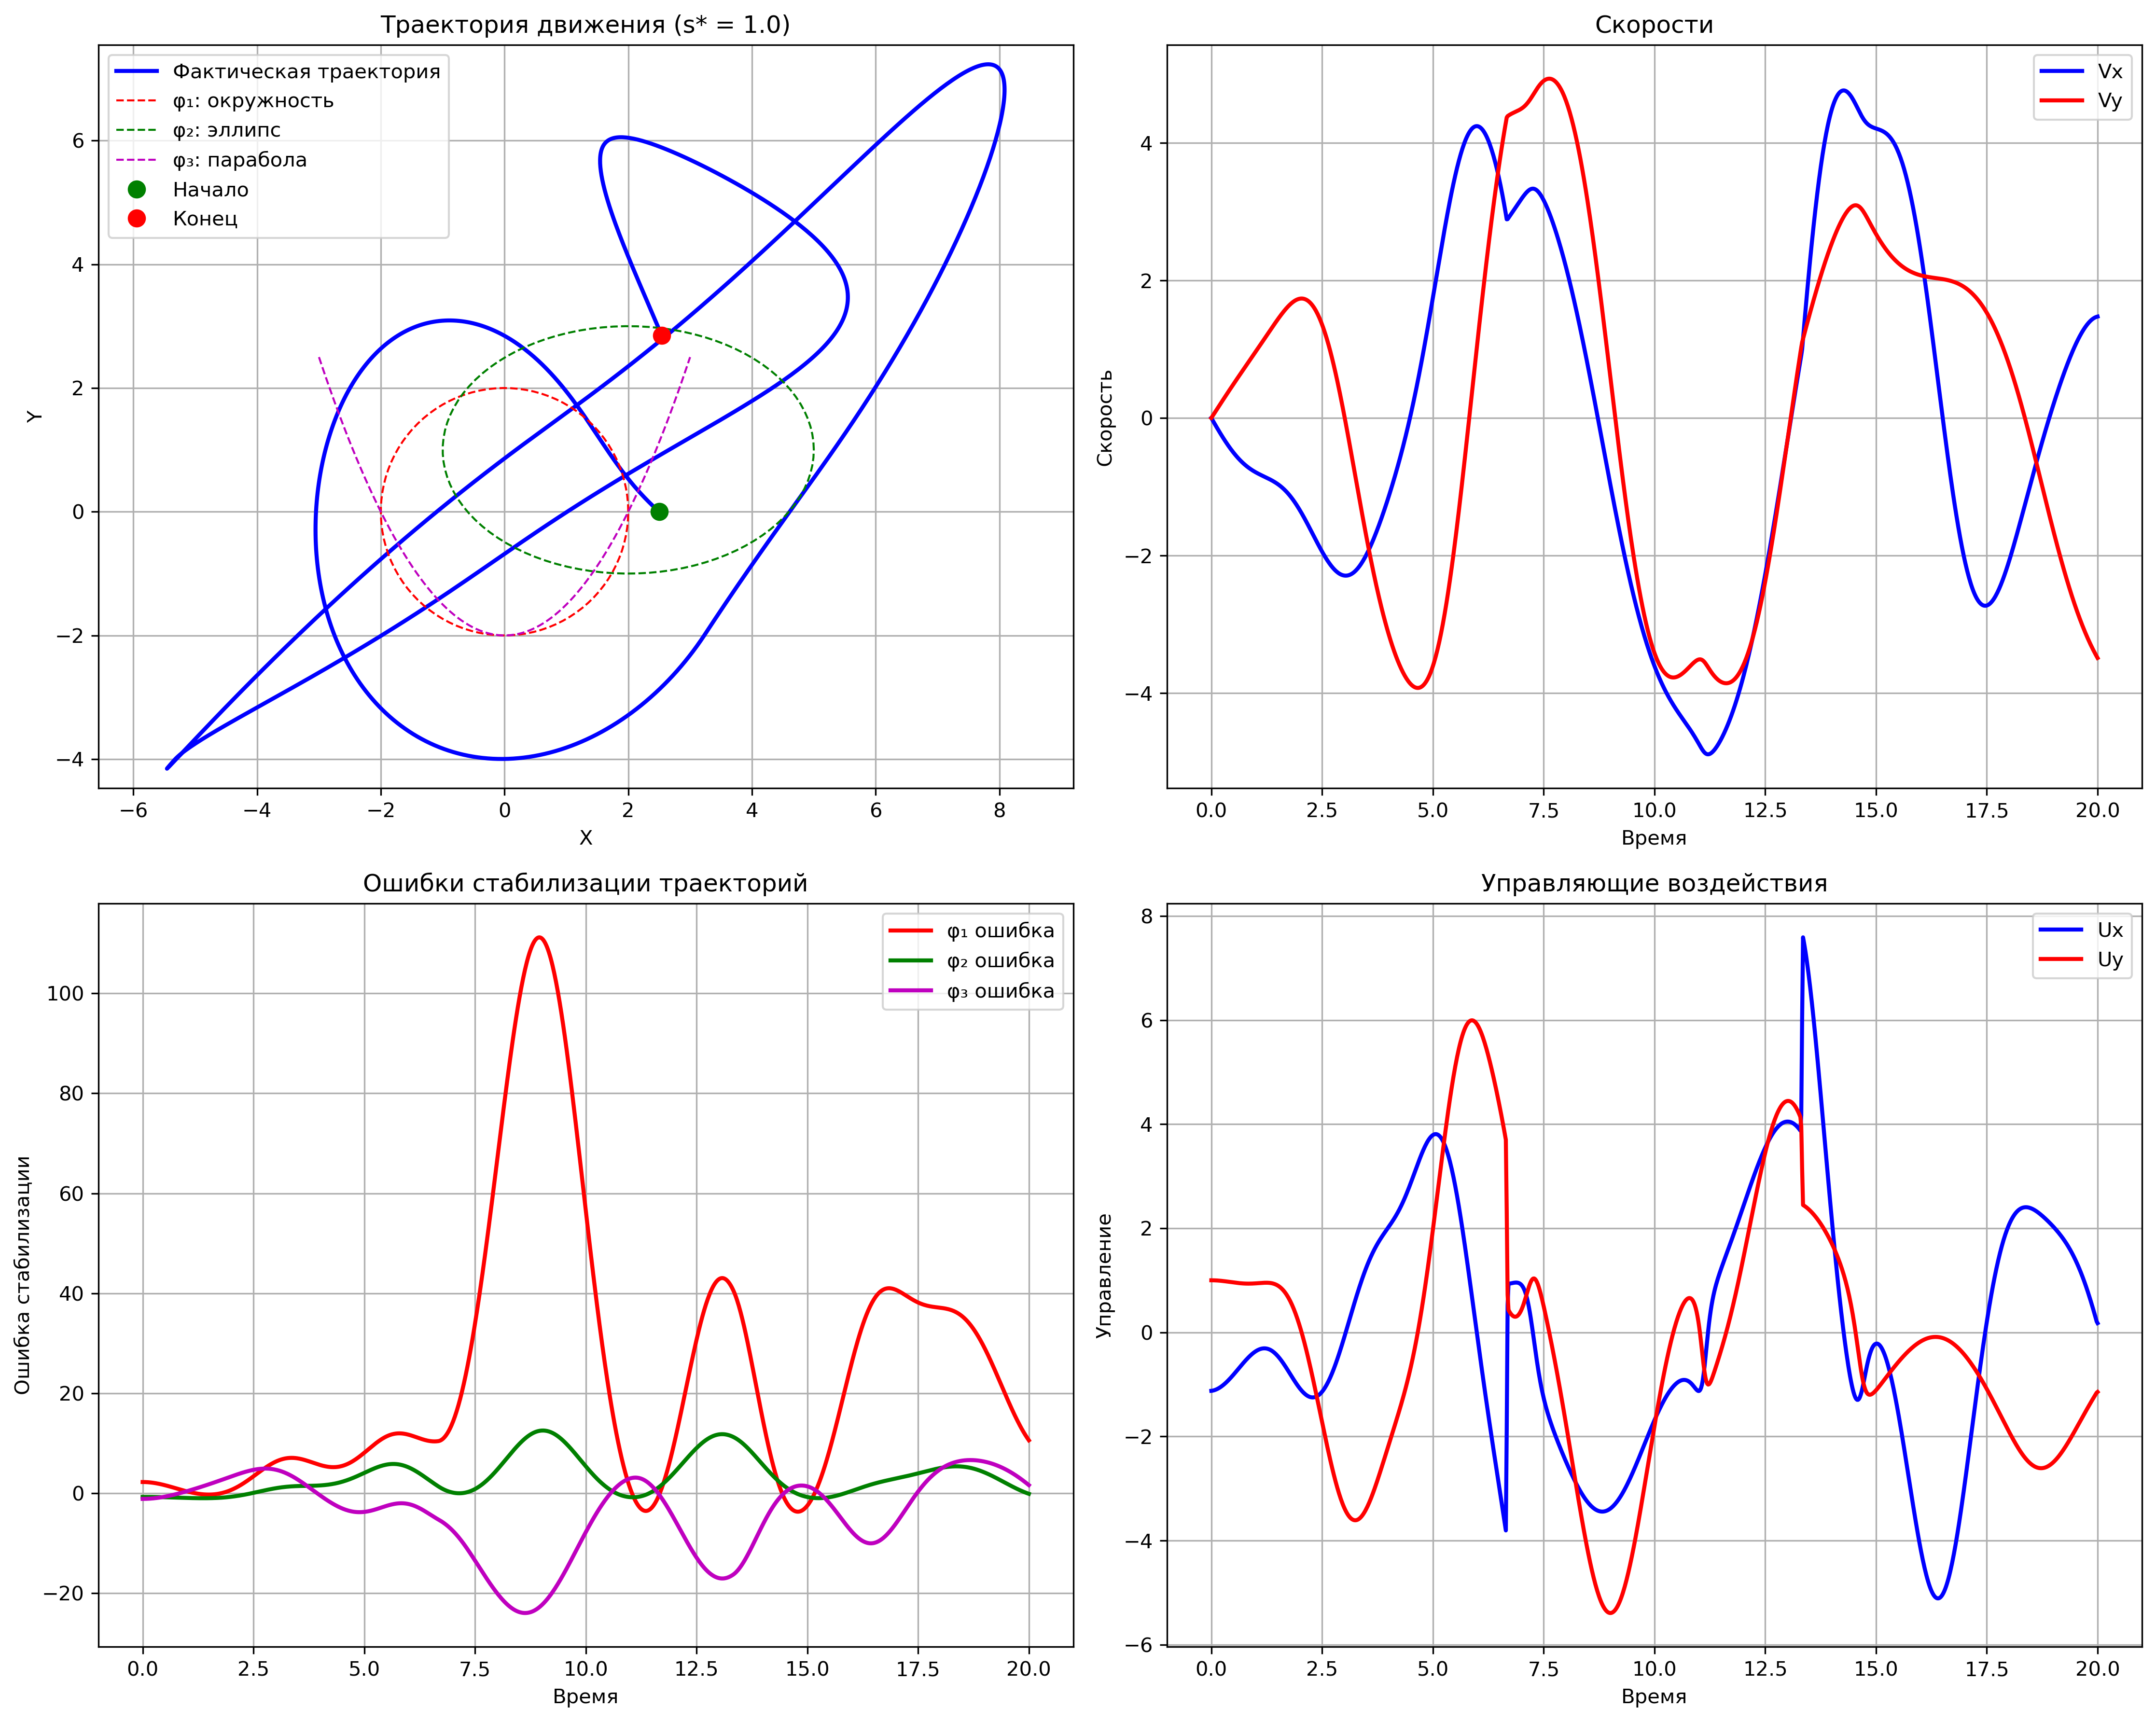 Траектория движения (s* = 1.0)
Фактическая траектория
φ₁: окружность
φ₂: эллипс
φ₃: парабола
Начало
Конец
Y
6
4
2
0
−2
−4
−6 −4 −2 0 2 4 6 8
X
Скорости
Vx
Vy
Скорость
4
2
0
−2
−4
0.0 2.5 5.0 7.5 10.0 12.5 15.0 17.5 20.0
Время
Ошибки стабилизации траекторий
φ₁ ошибка
φ₂ ошибка
φ₃ ошибка
Ошибка стабилизации
100
80
60
40
20
0
−20
0.0 2.5 5.0 7.5 10.0 12.5 15.0 17.5 20.0
Время
Управляющие воздействия
Ux
Uy
Управление
8
6
4
2
0
−2
−4
−6
0.0 2.5 5.0 7.5 10.0 12.5 15.0 17.5 20.0
Время